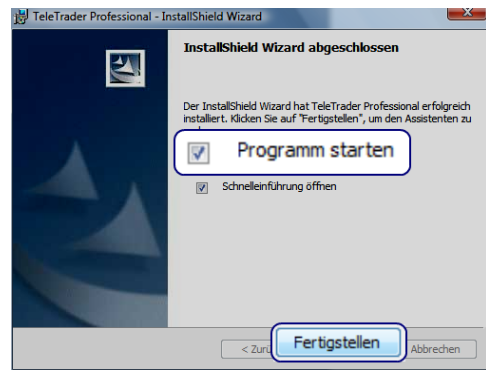 TeleTrader Professional - InstallShield Wizard
InstallShield Wizard abgeschlossen
Der InstallShield Wizard hat TeleTrader Professional erfolgreich
installiert. Klicken Sie auf "Fertigstellen", um den Assistenten zu
Programm starten
Schnelleinführung öffnen
< Zurü
Fertigstellen
Abbrechen